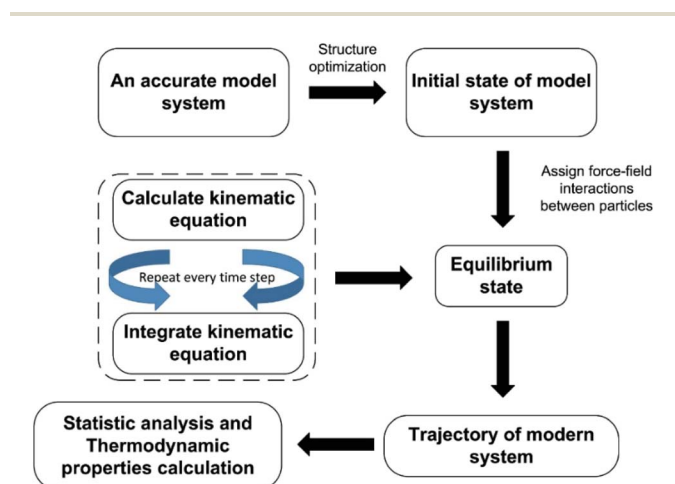 An accurate model
system
Structure
optimization
Initial state of model
system
Assign force-field
interactions
between particles
Calculate kinematic
equation
Repeat every time step
Integrate kinematic
equation
Equilibrium
state
Trajectory of modern
system
Statistic analysis and
Thermodynamic
properties calculation